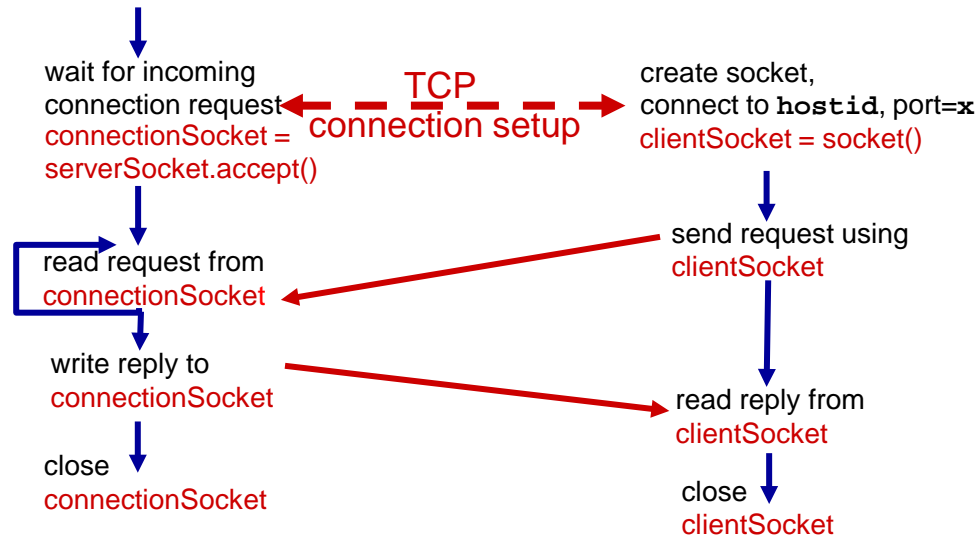 wait for incoming
connection request
connectionSocket =
serverSocket.accept()
TCP
connection setup
create socket,
connect to hostid, port=x
clientSocket = socket()
read request from
connectionSocket
send request using
clientSocket
write reply to
connectionSocket
read reply from
clientSocket
close
connectionSocket
close
clientSocket